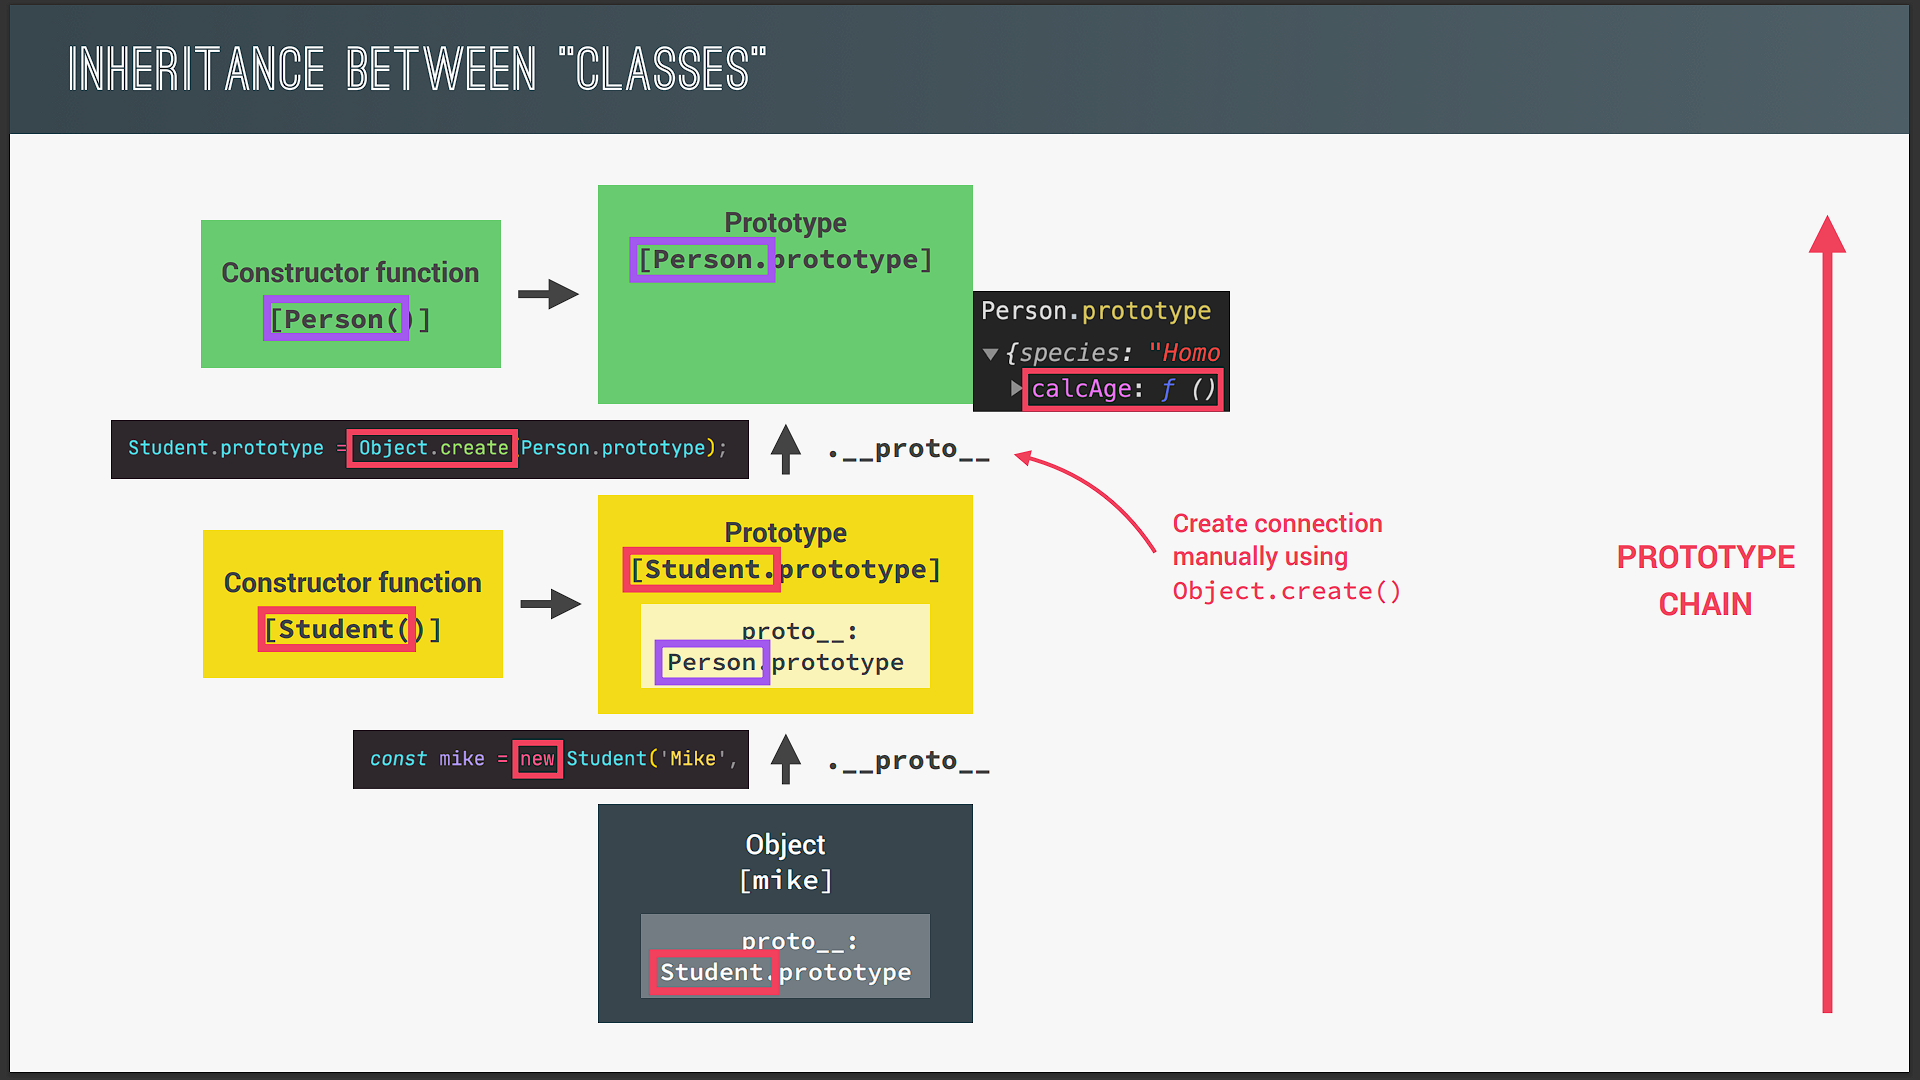 INHERITANCE BETWEEN "CLASSES"
Constructor function
[Person()]
Prototype
[Person.prototype]
Person.prototype
{species: "Homo
calcAge: ƒ ()
Student.prototype = Object.create(Person.prototype);
.__proto__
Create connection
manually using
Object.create()
PROTOTYPE
CHAIN
Constructor function
[Student()]
Prototype
[Student.prototype]
proto__:
Person.prototype
const mike = new Student('Mike',
.__proto__
Object
[mike]
proto__:
Student.prototype